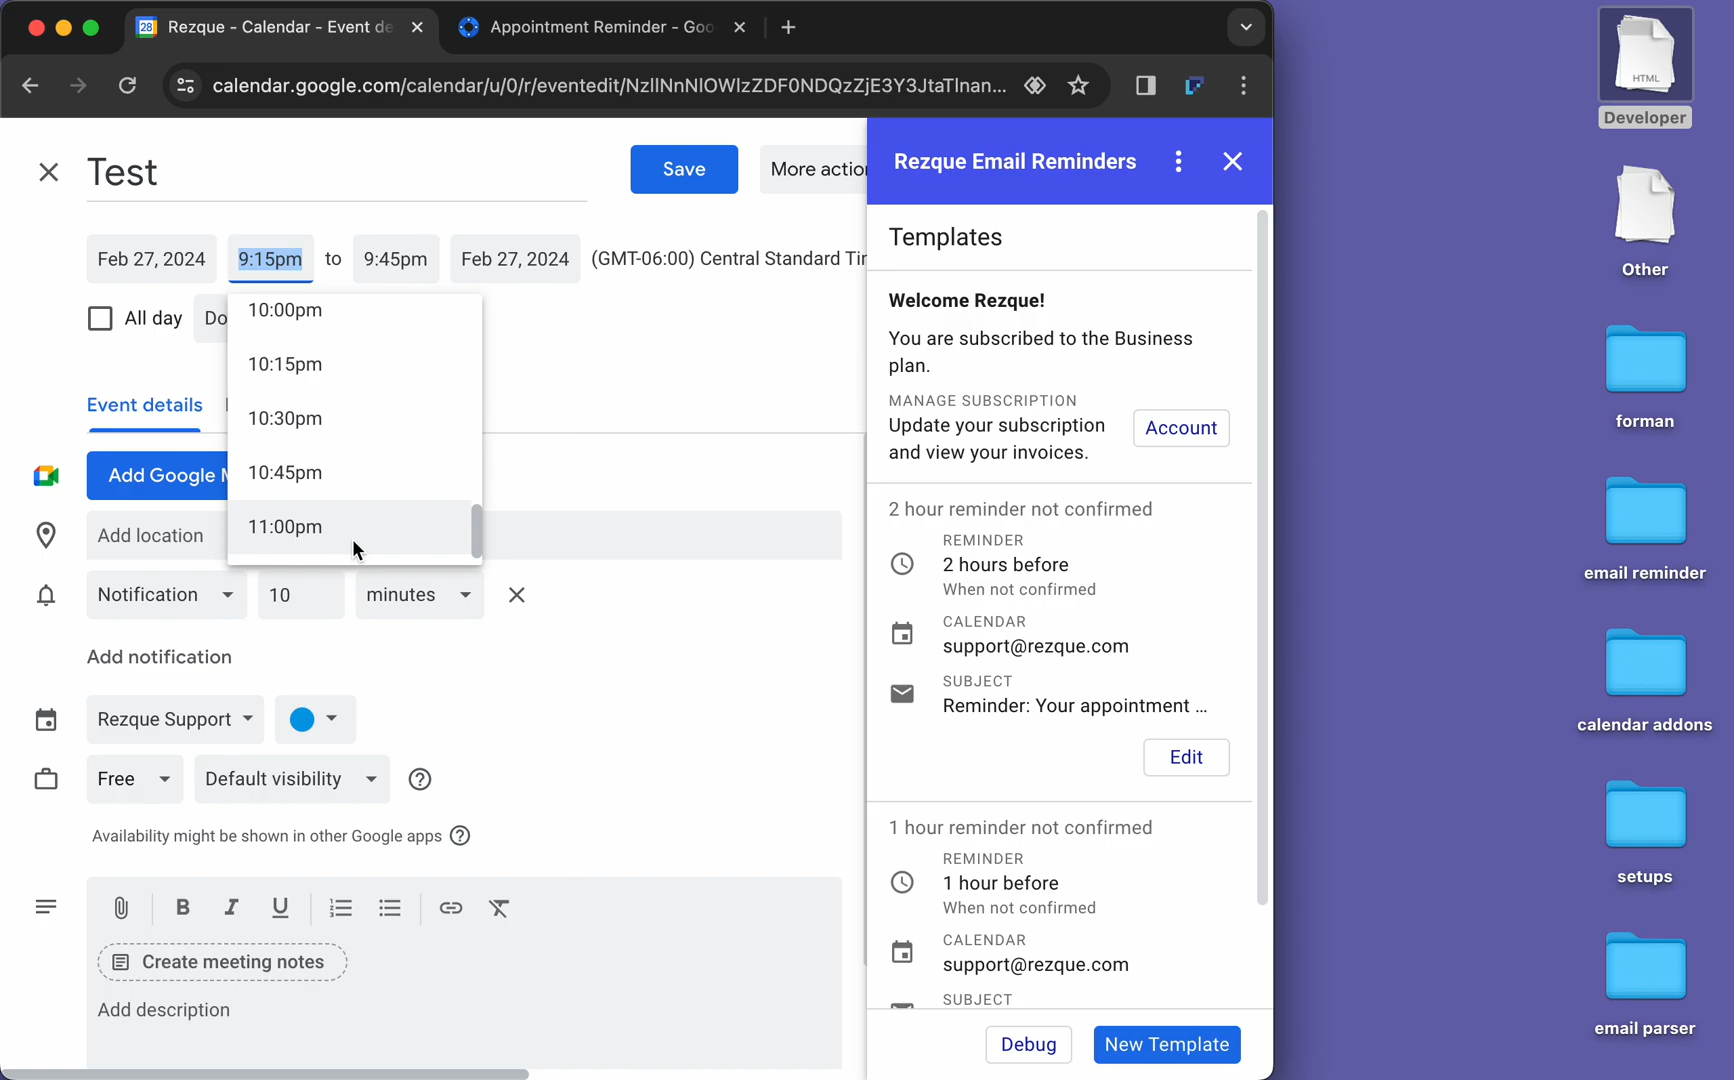 28 Rezque - Calendar - Event de
Appointment Reminder - Goo
calendar.google.com/calendar/u/0/r/eventedit/NzllNnNlOWIzZDF0NDQzZjE3Y3JtaTlnan...
Test
Save
More action
Feb 27, 2024
9:15pm
to
9:45pm
Feb 27, 2024
(GMT-06:00) Central Standard Tim
All day
Do
10:00pm
10:15pm
10:30pm
10:45pm
11:00pm
Event details
Add Google M
Add location
Notification
10
minutes
Add notification
Rezque Support
Free
Default visibility
Availability might be shown in other Google apps
B I U
Create meeting notes
Add description
Rezque Email Reminders
Templates
Welcome Rezque!
You are subscribed to the Business
plan.
MANAGE SUBSCRIPTION
Update your subscription
and view your invoices.
Account
2 hour reminder not confirmed
REMINDER
2 hours before
When not confirmed
CALENDAR
support@rezque.com
SUBJECT
Reminder: Your appointment ...
Edit
1 hour reminder not confirmed
REMINDER
1 hour before
When not confirmed
CALENDAR
support@rezque.com
SUBJECT
Debug
New Template
HTML
Developer
Other
forman
email reminder
calendar addons
setups
email parser